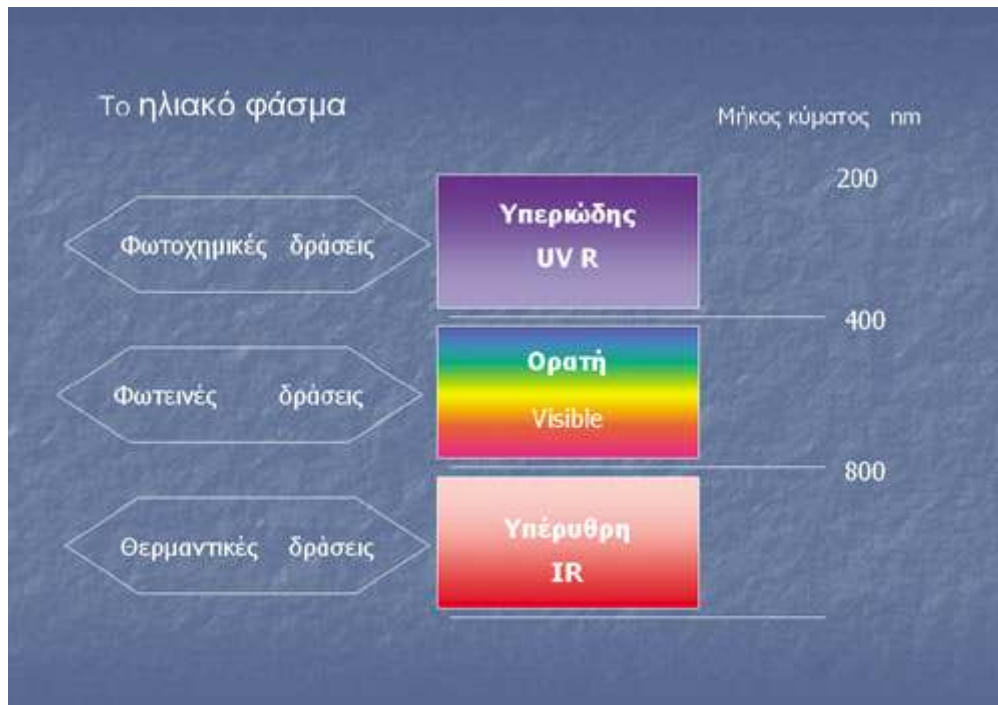 Το ηλιακό φάσμα
Μήκος κύματος nm
200
Φωτοχημικές δράσεις
Υπεριώδης
UV R
400
Φωτεινές δράσεις
Ορατή
Visible
800
Θερμαντικές δράσεις
Υπέρυθρη
IR